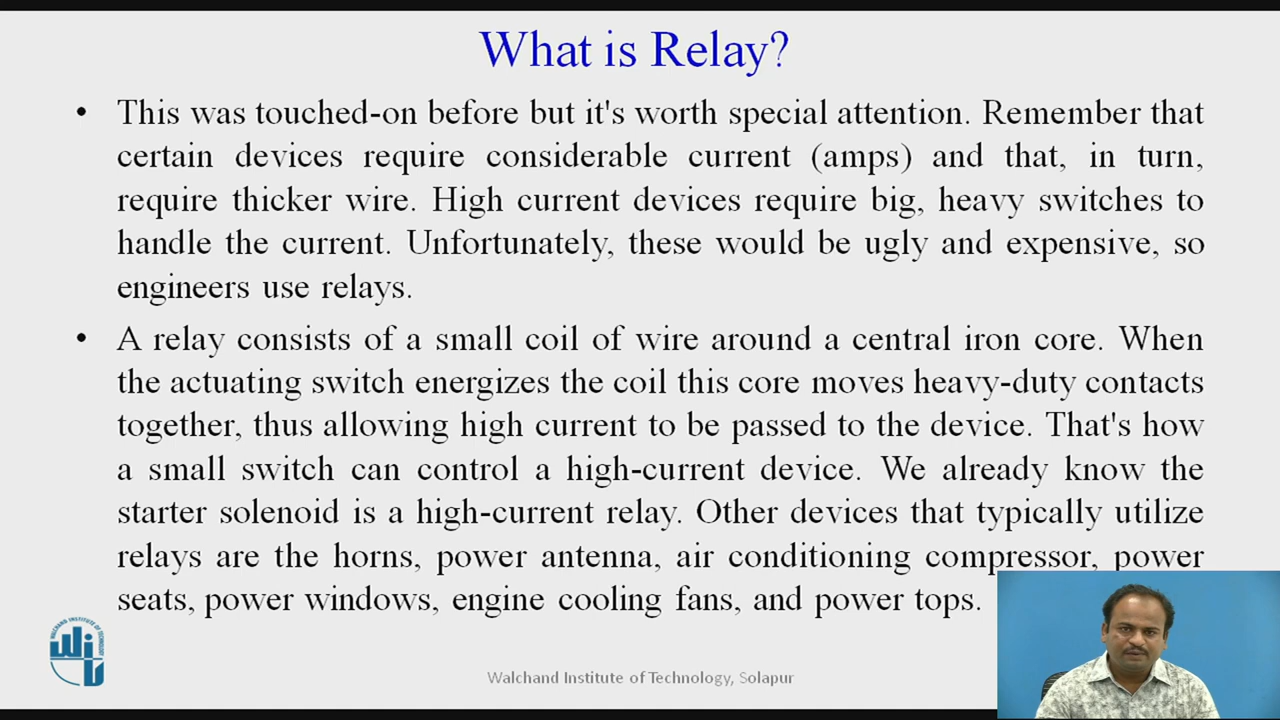 What is Relay?
• This was touched-on before but it's worth special attention. Remember that
certain devices require considerable current (amps) and that, in turn,
require thicker wire. High current devices require big, heavy switches to
handle the current. Unfortunately, these would be ugly and expensive, so
engineers use relays.
• A relay consists of a small coil of wire around a central iron core. When
the actuating switch energizes the coil this core moves heavy-duty contacts
together, thus allowing high current to be passed to the device. That's how
a small switch can control a high-current device. We already know the
starter solenoid is a high-current relay. Other devices that typically utilize
relays are the horns, power antenna, air conditioning compressor, power
seats, power windows, engine cooling fans, and power tops.
WALCHAND INSTITUTE OF TECHNOLOGY
WIT
Walchand Institute of Technology, Solapur